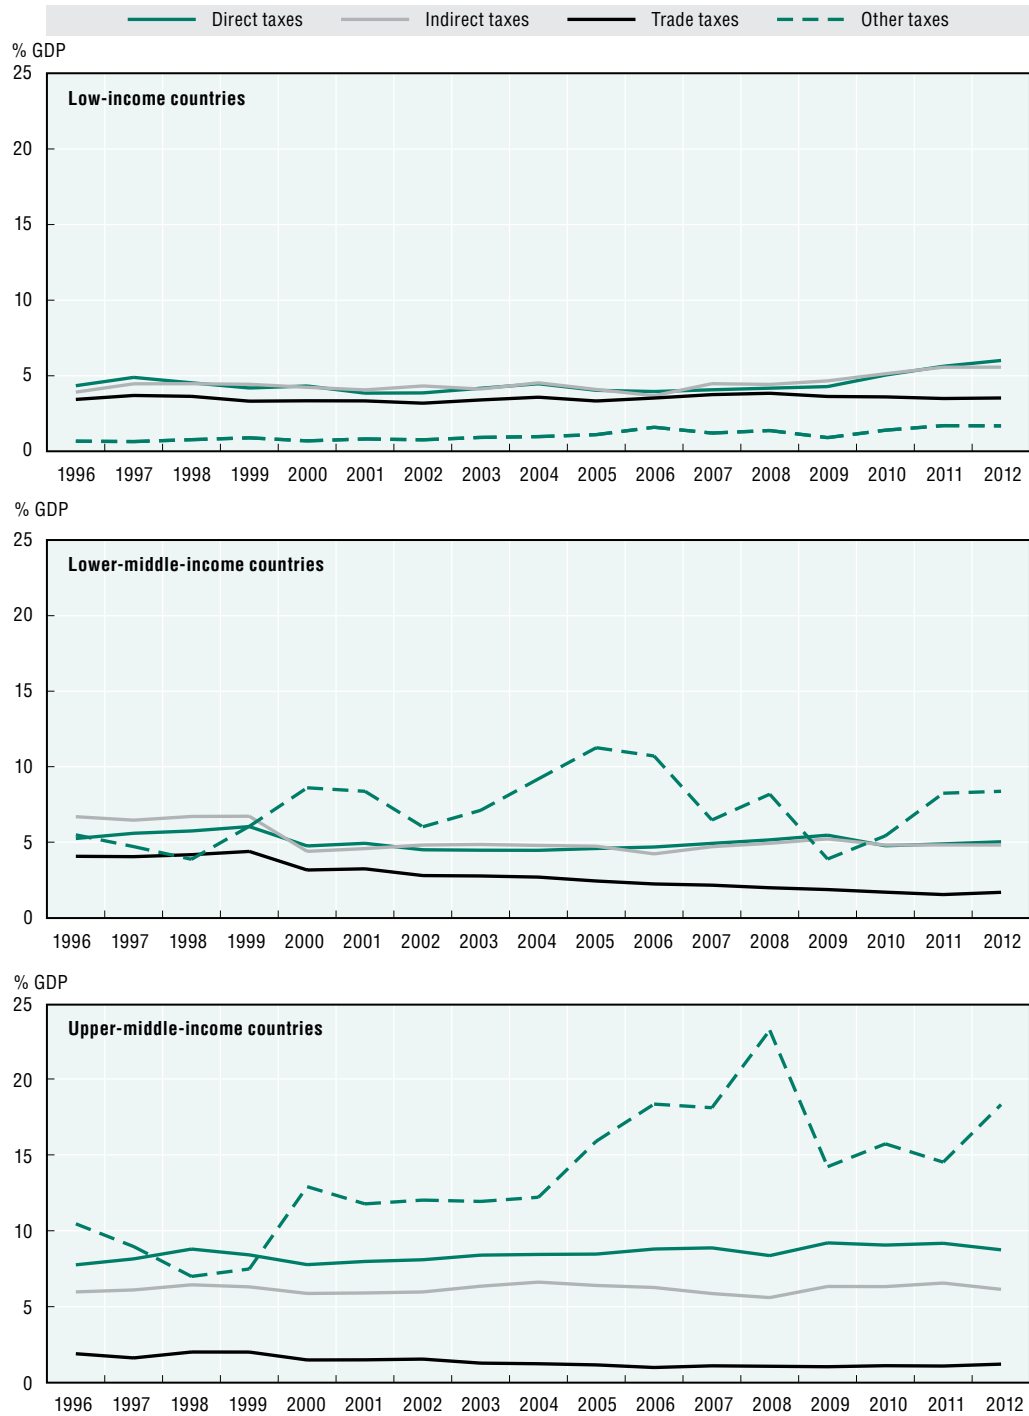 Direct taxes Indirect taxes Trade taxes Other taxes
% GDP
25
Low-income countries
20
15
10
5
0
1996 1997 1998 1999 2000 2001 2002 2003 2004 2005 2006 2007 2008 2009 2010 2011 2012
% GDP
25
Lower-middle-income countries
20
15
10
5
0
1996 1997 1998 1999 2000 2001 2002 2003 2004 2005 2006 2007 2008 2009 2010 2011 2012
% GDP
25
Upper-middle-income countries
20
15
10
5
0
1996 1997 1998 1999 2000 2001 2002 2003 2004 2005 2006 2007 2008 2009 2010 2011 2012